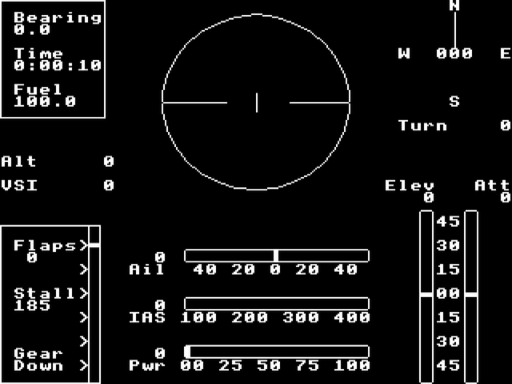 Bearing
0.0
Time
0:00:10
Fuel
100.0
N
W 000 E
S
Turn 0
Alt 0
VSI 0
Elev Att
0 0
Flaps>
0
>
Stall>
185
>
Gear
Down >
0
Ail 40 20 0 20 40
0
IAS 100 200 300 400
0
Pwr 00 25 50 75 100
45
30
15
00
15
30
45